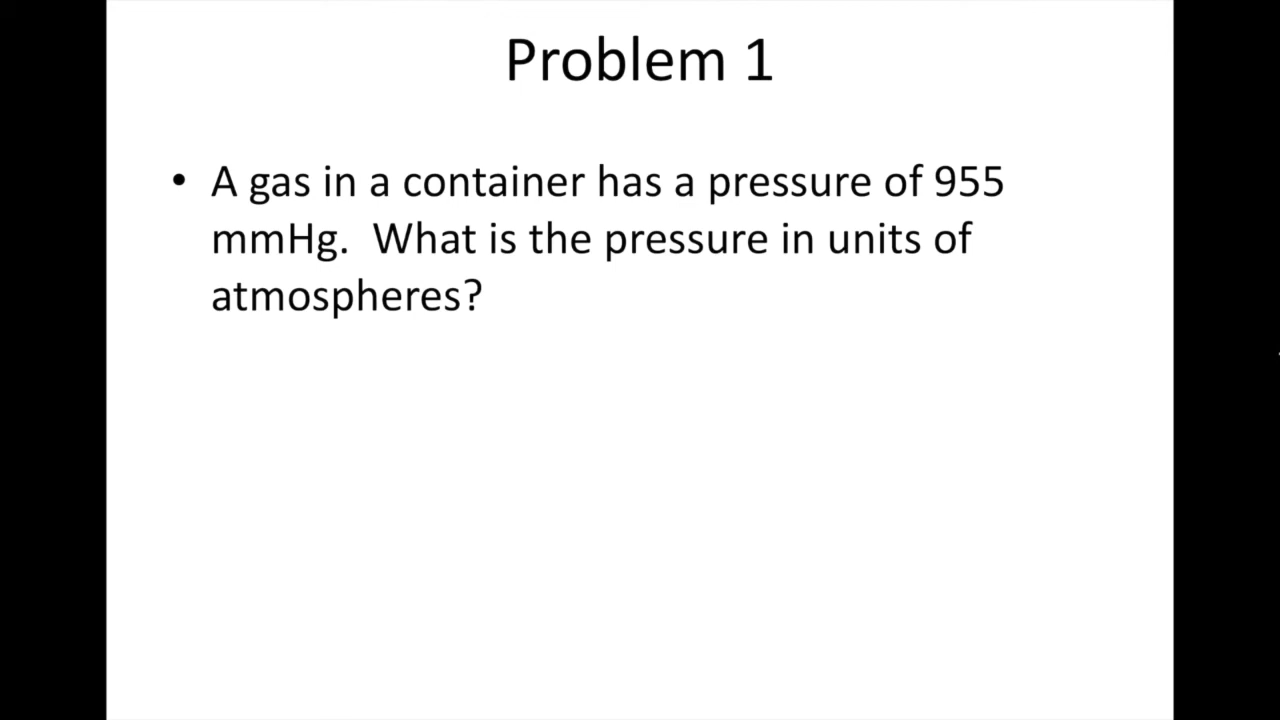 Problem 1
• A gas in a container has a pressure of 955
mmHg.  What is the pressure in units of
atmospheres?